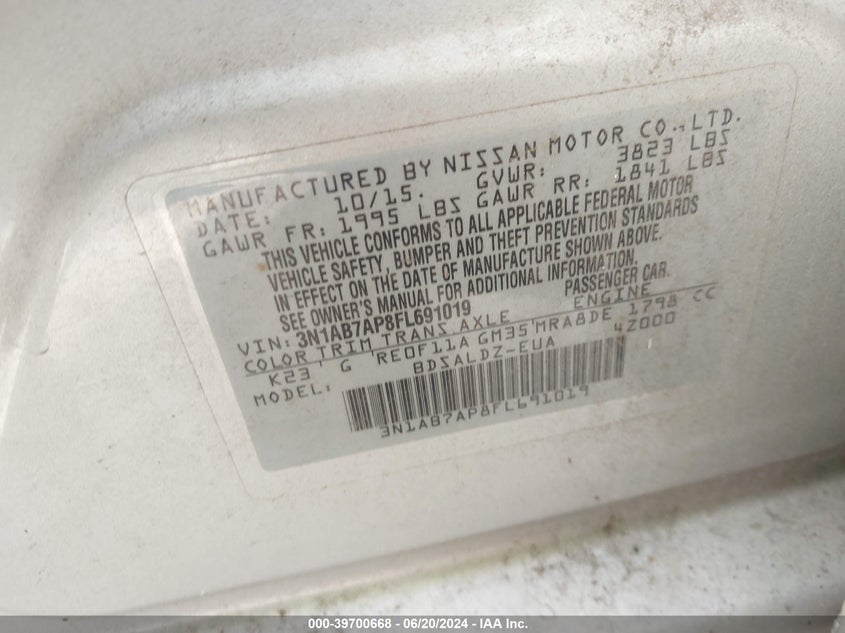 MANUFACTURED BY NISSAN MOTOR CO.,LTD.
DATE: 10/15. GVWR: 3823 LBS
GAWR FR: 1995 LBS GAWR RR: 1841 LBS
THIS VEHICLE CONFORMS TO ALL APPLICABLE FEDERAL MOTOR
VEHICLE SAFETY, BUMPER AND THEFT PREVENTION STANDARDS
IN EFFECT ON THE DATE OF MANUFACTURE SHOWN ABOVE.
SEE OWNER'S MANUAL FOR ADDITIONAL INFORMATION.
VIN: 3N1AB7AP8FL691019 PASSENGER CAR.
COLOR TRIM TRANS AXLE ENGINE
K23 G RE0F11A GM35 MRA8DE 1798 CC
MODEL: BDSALDZ-EUA 4Z000
3N1AB7AP8FL691019
000-39700668 - 06/20/2024 - IAA Inc.